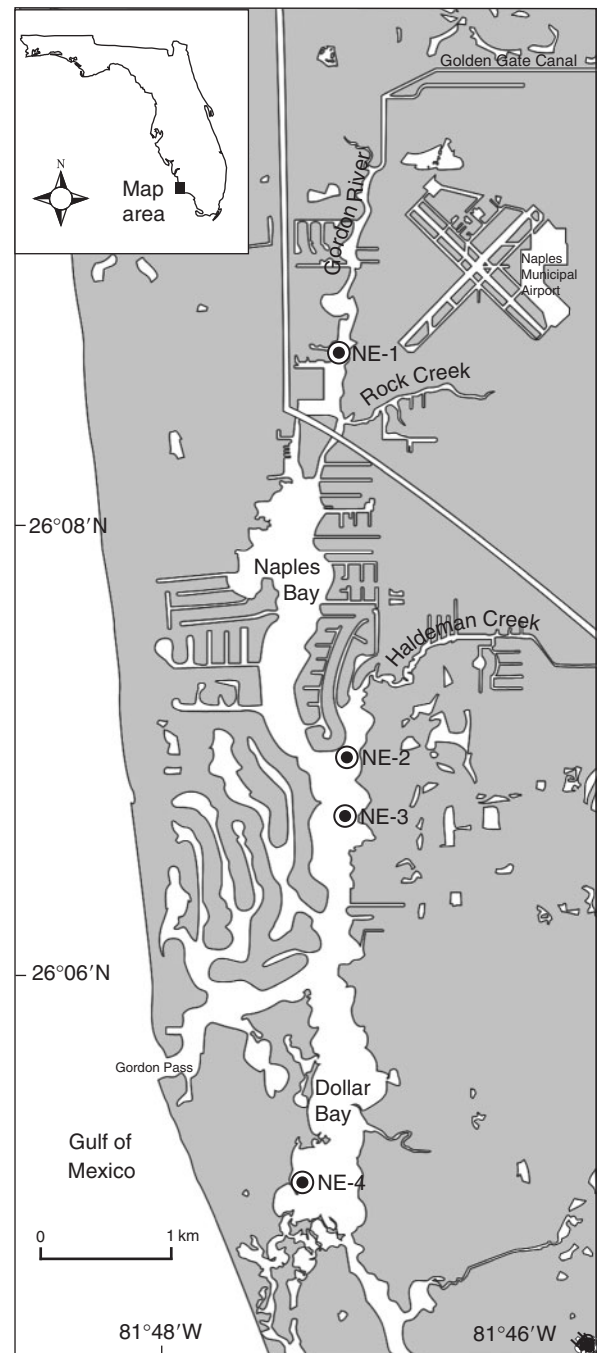 Golden Gate Canal
N
Map
area
Gordon River
Naples
Municipal
Airport
NE-1
Rock Creek
26°08′N
Naples
Bay
Haldeman Creek
NE-2
NE-3
26°06′N
Gordon Pass
Dollar
Bay
Gulf of
Mexico
NE-4
0 1 km
81°48′W 81°46′W